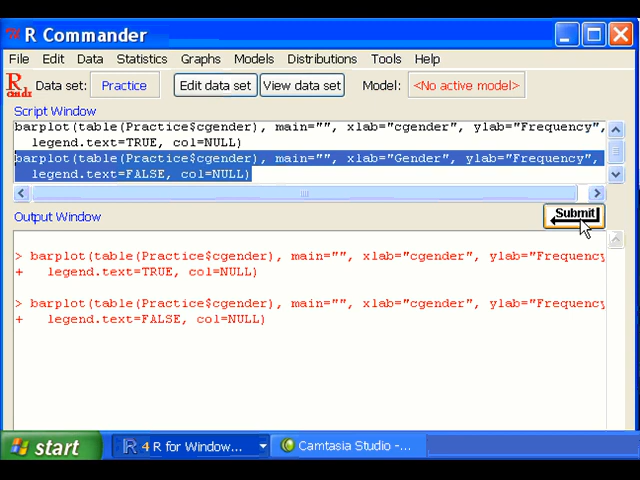 R Commander
File Edit Data Statistics Graphs Models Distributions Tools Help
R cmdr Data set: Practice Edit data set View data set Model: <No active model>
Script Window
barplot(table(Practice$cgender), main="", xlab="cgender", ylab="Frequency",
legend.text=TRUE, col=NULL)
barplot(table(Practice$cgender), main="", xlab="Gender", ylab="Frequency",
legend.text=FALSE, col=NULL)
Output Window Submit
> barplot(table(Practice$cgender), main="", xlab="cgender", ylab="Frequency
+ legend.text=TRUE, col=NULL)
> barplot(table(Practice$cgender), main="", xlab="cgender", ylab="Frequency
+ legend.text=FALSE, col=NULL)
start 4 R for Window... Camtasia Studio -...